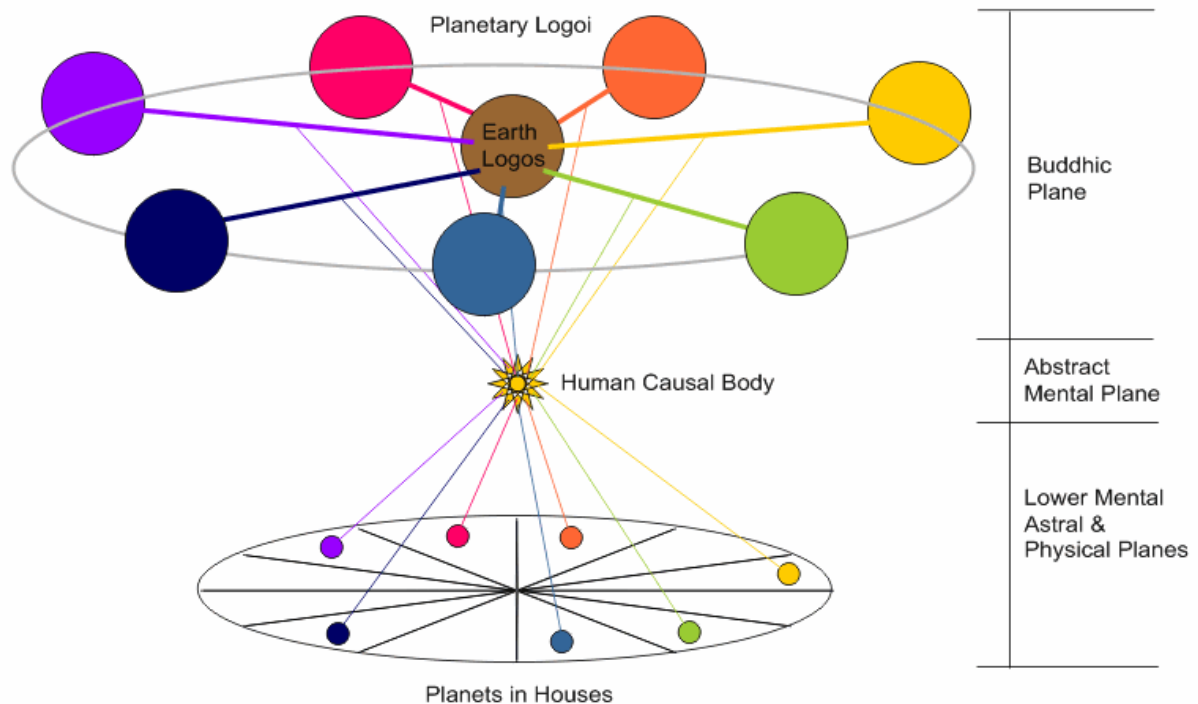 Planetary Logoi
Earth
Logos
Buddhic
Plane
Human Causal Body
Abstract
Mental Plane
Lower Mental
Astral &
Physical Planes
Planets in Houses